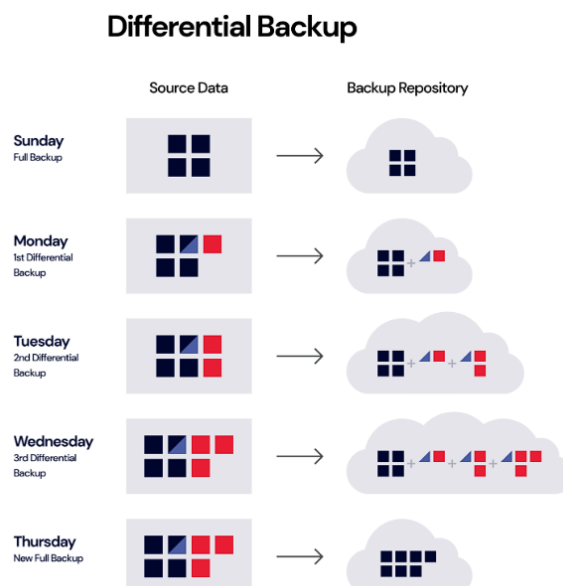 Differential Backup
Source Data
Backup Repository
Sunday
Full Backup
Monday
1st Differential
Backup
Tuesday
2nd Differential
Backup
Wednesday
3rd Differential
Backup
Thursday
New Full Backup